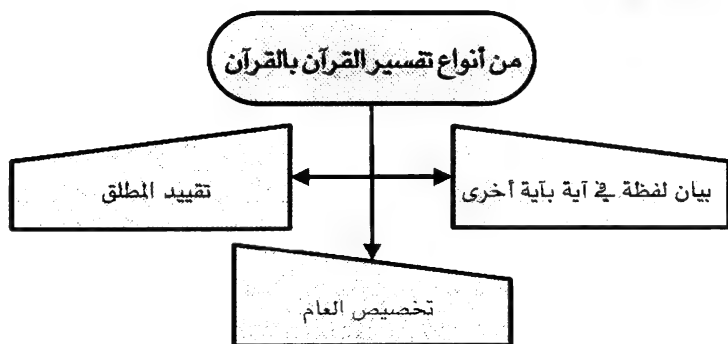 من أنواع تفسير القرآن بالقرآن
بيان لفظة في آية بآية أخرى
تقييد المطلق
تخصيص العام